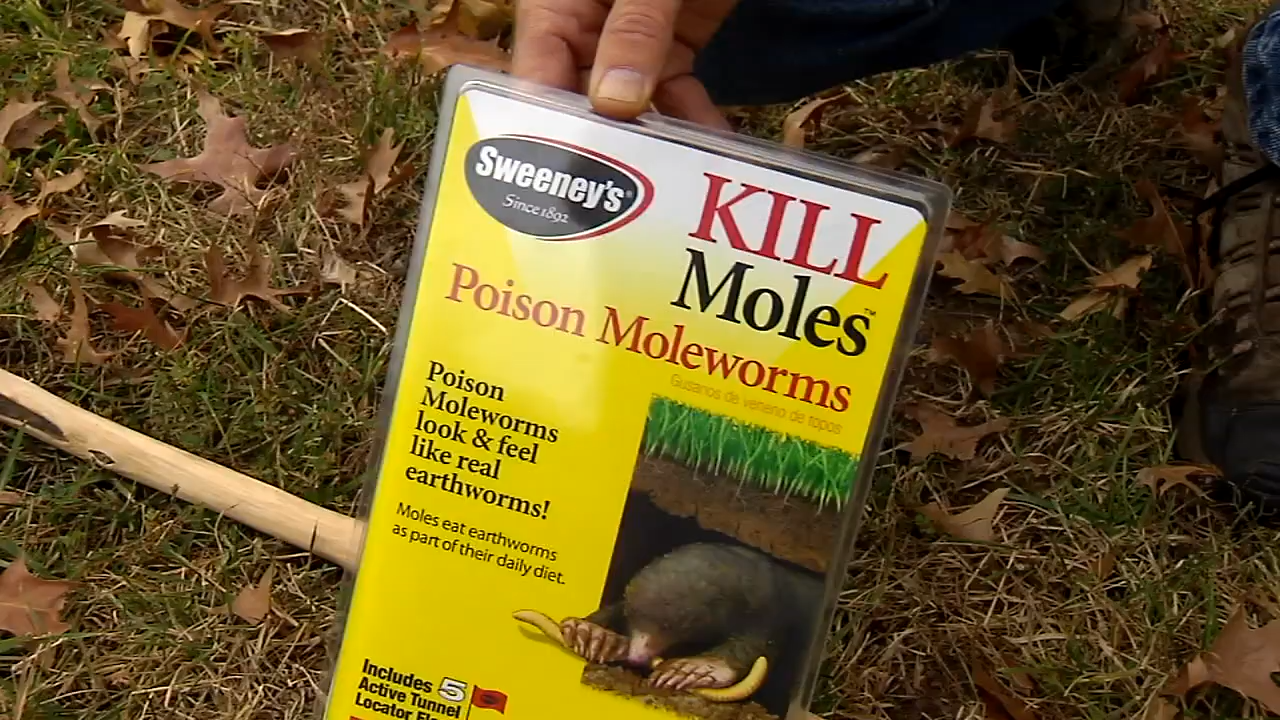 Sweeney's®
Since 1892
KILL
Moles™
Poison Moleworms
Gusanos de veneno de topos
Poison
Moleworms
look & feel
like real
earthworms!
Moles eat earthworms
as part of their daily diet.
Includes 5
Active Tunnel
Locator